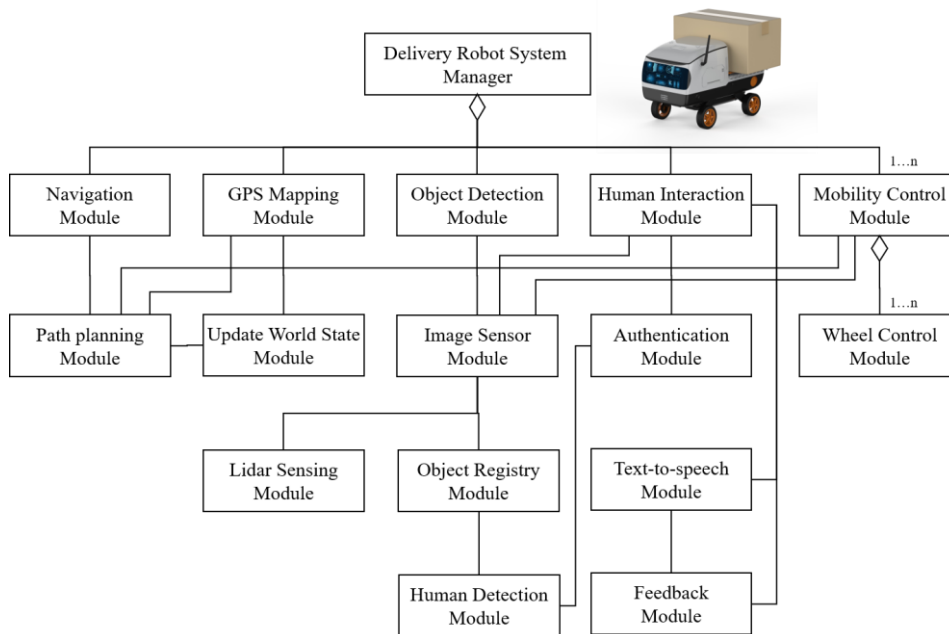 Delivery Robot System
Manager
1...n
Navigation
Module
GPS Mapping
Module
Object Detection
Module
Human Interaction
Module
Mobility Control
Module
1...n
Path planning
Module
Update World State
Module
Image Sensor
Module
Authentication
Module
Wheel Control
Module
Lidar Sensing
Module
Object Registry
Module
Text-to-speech
Module
Human Detection
Module
Feedback
Module